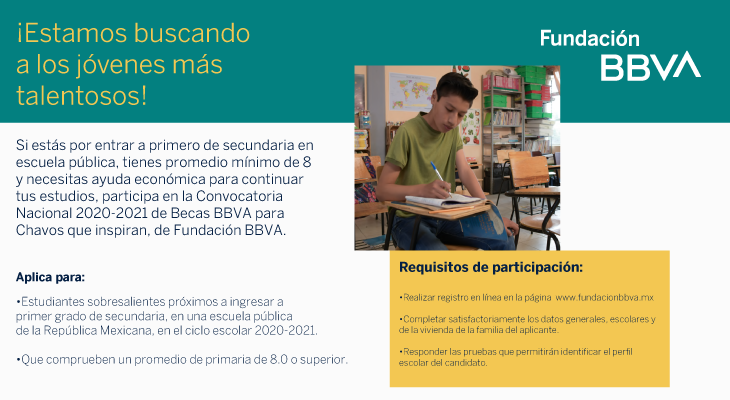 ¡Estamos buscando
a los jóvenes más
talentosos!
Fundación
BBVA
Si estás por entrar a primero de secundaria en
escuela pública, tienes promedio mínimo de 8
y necesitas ayuda económica para continuar
tus estudios, participa en la Convocatoria
Nacional 2020-2021 de Becas BBVA para
Chavos que inspiran, de Fundación BBVA.
Aplica para:
•Estudiantes sobresalientes próximos a ingresar a
primer grado de secundaria, en una escuela pública
de la República Mexicana, en el ciclo escolar 2020-2021.
•Que comprueben un promedio de primaria de 8.0 o superior.
Requisitos de participación:
•Realizar registro en línea en la página www.fundacionbbva.mx
•Completar satisfactoriamente los datos generales, escolares y
de la vivienda de la familia del aplicante.
•Responder las pruebas que permitirán identificar el perfil
escolar del candidato.